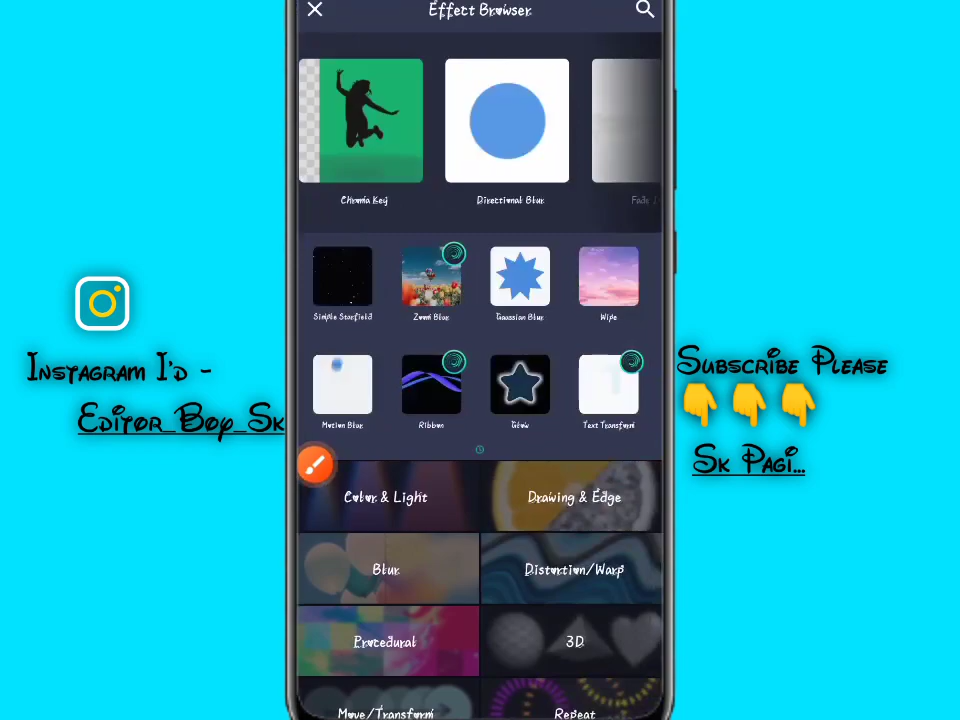 Effect Browser
Chroma Key
Directional Blur
Simple Starfield
Zoom Blur
Gaussian Blur
Wipe
Motion Blur
Ribbon
Glow
Text Transform
Color & Light
Drawing & Edge
Blur
Distortion/Warp
Procedural
3D
Move/Transform
Repeat
Instagram I'd -
Editor_Boy_Sk
Subscribe Please
👇👇👇
Sk Pagi...